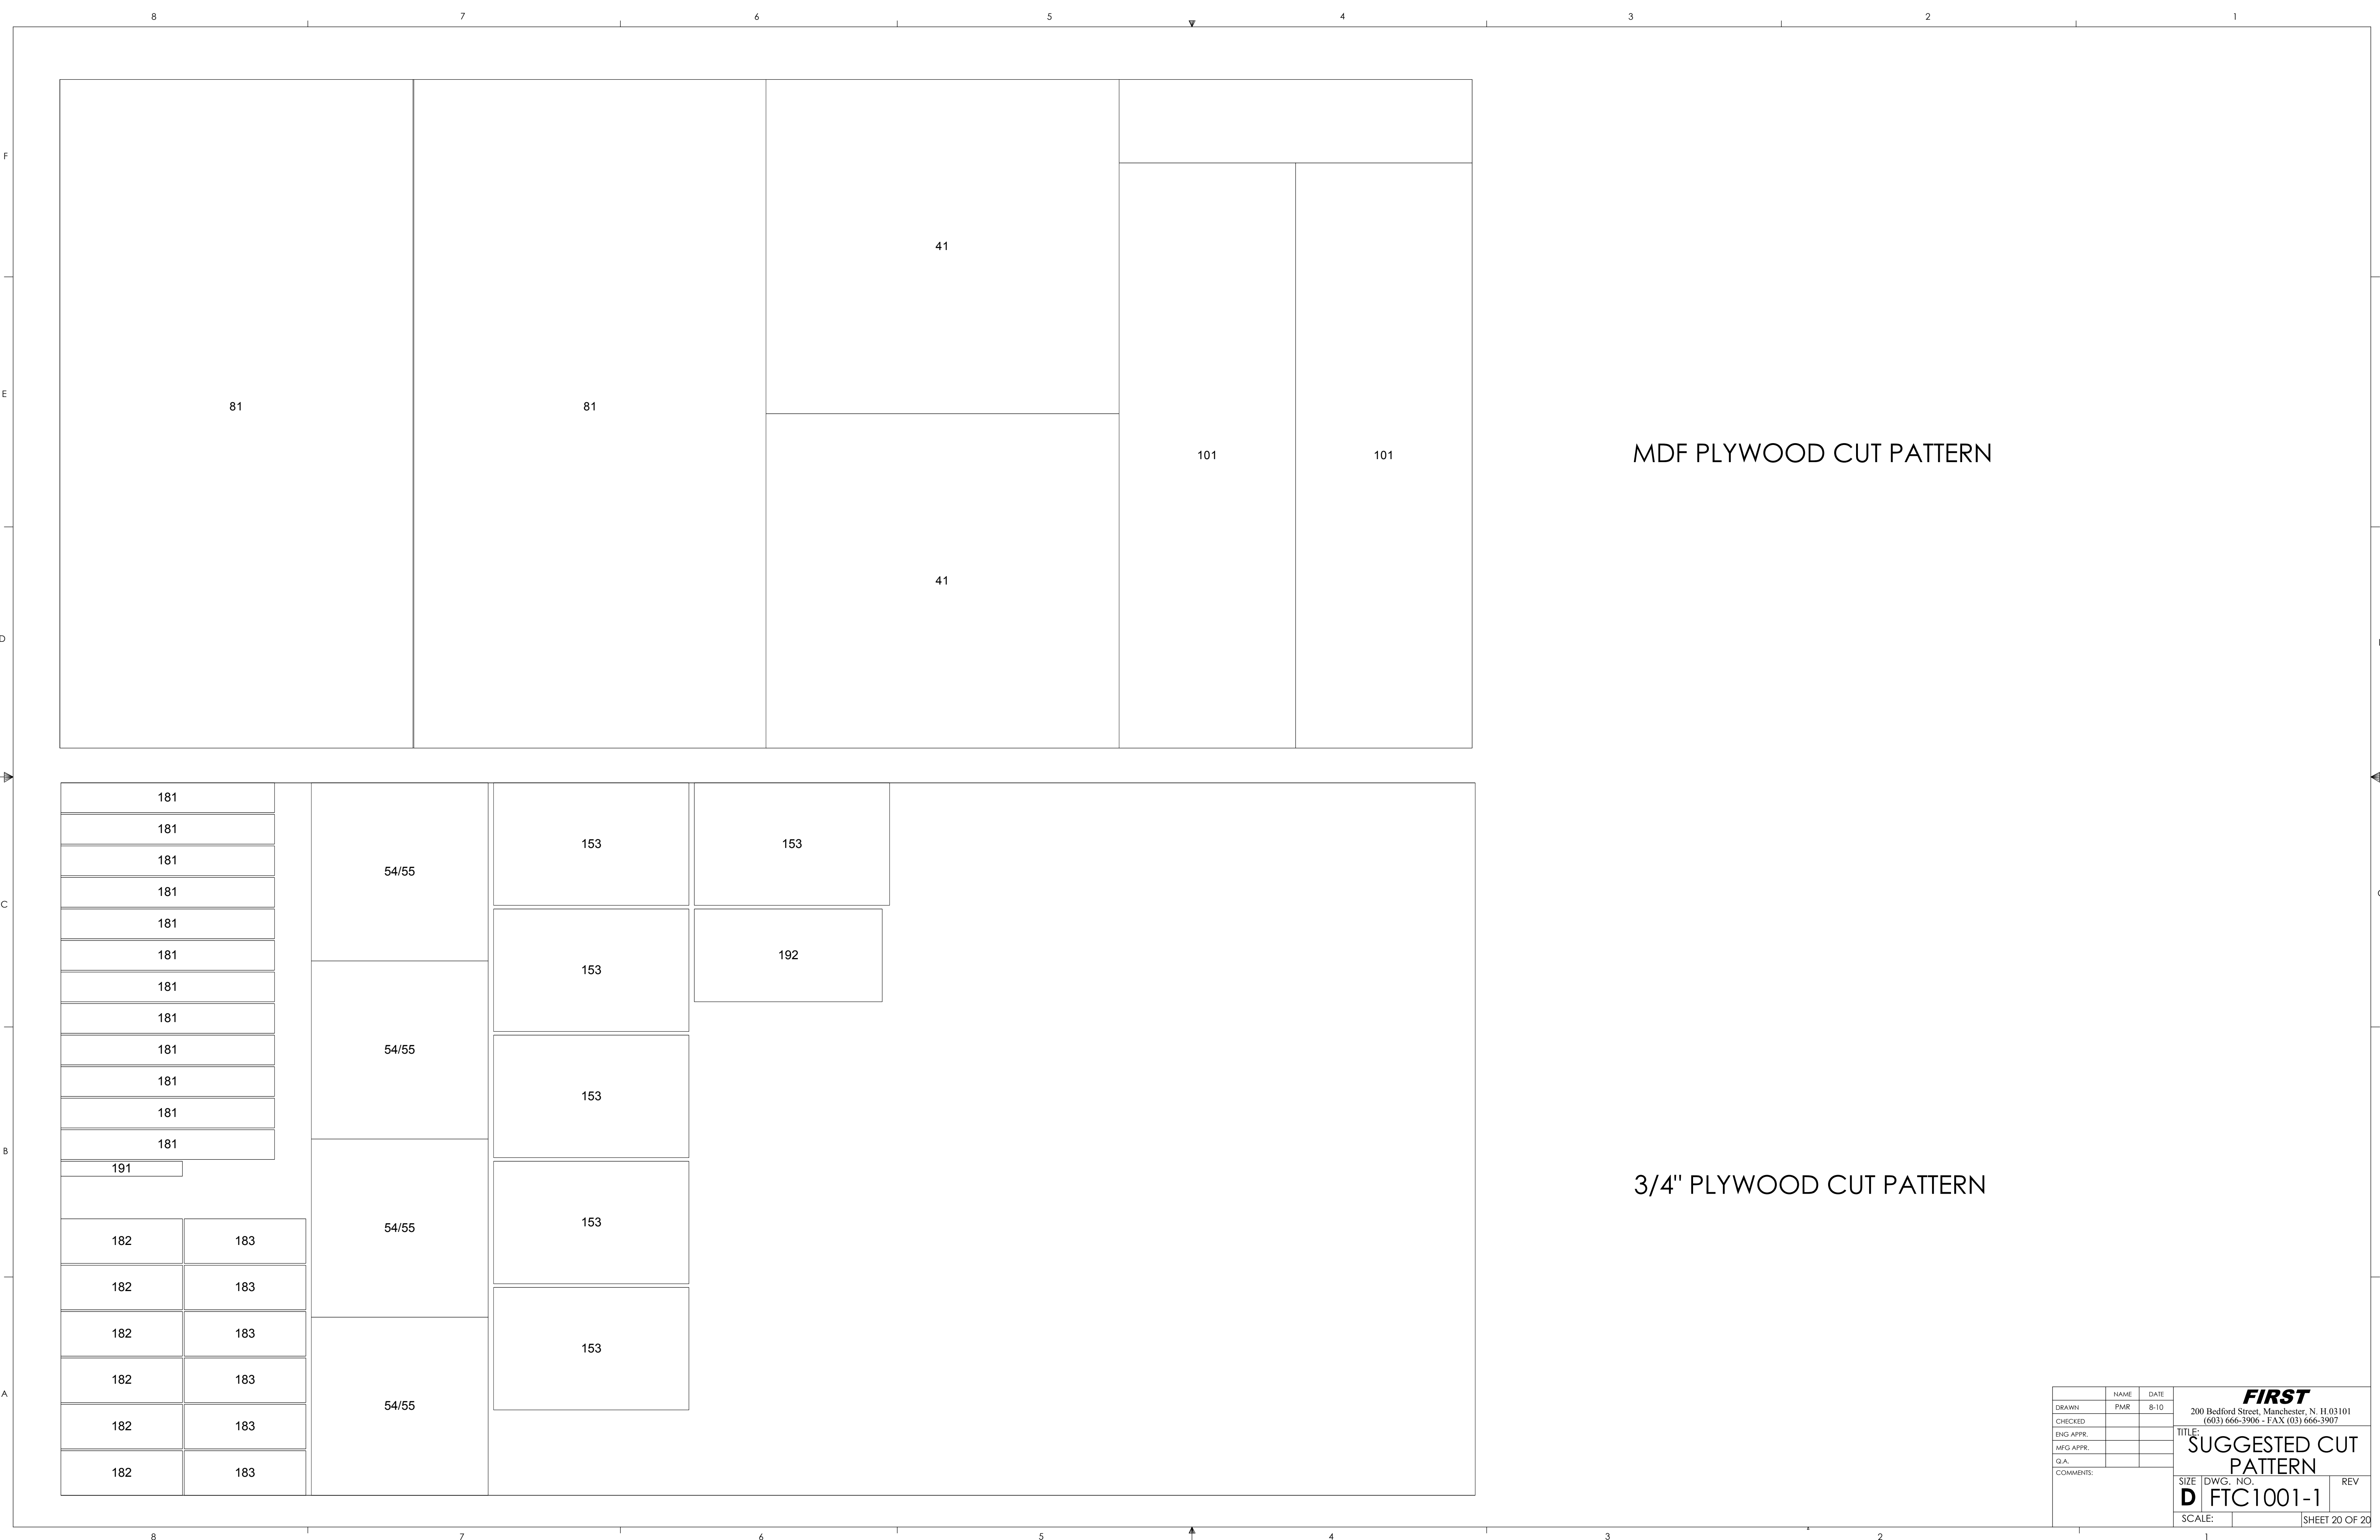 8 7 6 5 4 3 2 1
F
E
D
C
B
A
81 81 41 101 101
41
MDF PLYWOOD CUT PATTERN
181
181
181
181
181
181
181
181
181
181
181
181
191
182 183
182 183
182 183
182 183
182 183
182 183
54/55
54/55
54/55
54/55
153
153
153
153
153
153
192
3/4" PLYWOOD CUT PATTERN
NAME DATE
DRAWN PMR 8-10
CHECKED
ENG APPR.
MFG APPR.
Q.A.
COMMENTS:
FIRST
200 Bedford Street, Manchester, N. H.03101
(603) 666-3906 - FAX (03) 666-3907
TITLE:
SUGGESTED CUT
PATTERN
SIZE DWG. NO. REV
D FTC1001-1
SCALE: SHEET 20 OF 20
8 7 6 5 4 3 2 1